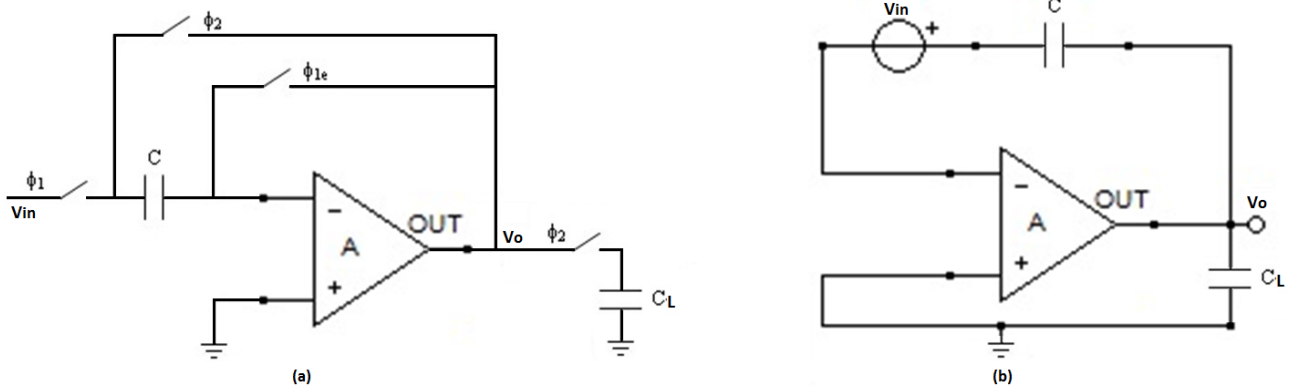 ϕ2
ϕ1e
C
ϕ1
Vin
−
A
+
OUT
Vo
ϕ2
CL
(a)
Vin
+
C
−
A
+
OUT
Vo
CL
(b)